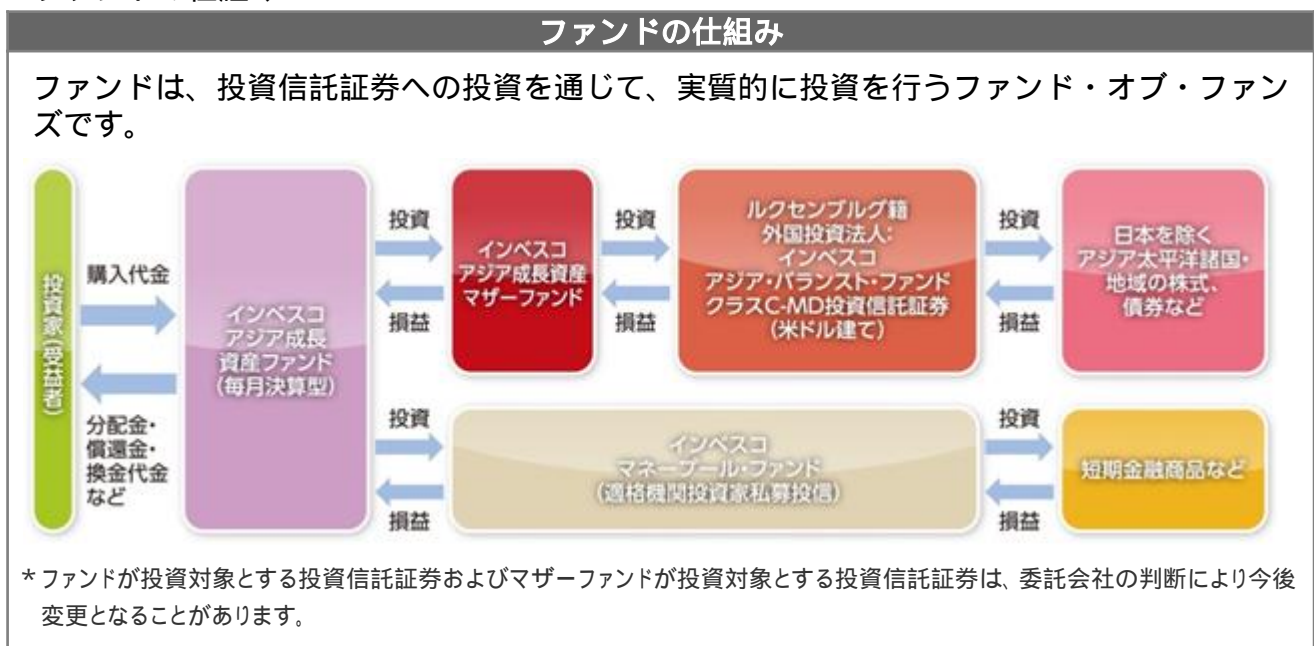 ファンドの仕組み
ファンドは、投資信託証券への投資を通じて、実質的に投資を行うファンド・オブ・ファン
ズです。
投資家(受益者)
購入代金
分配金・
償還金・
換金代金
など
インベスコ
アジア成長
資産ファンド
(毎月決算型)
投資
損益
インベスコ
アジア成長資産
マザーファンド
投資
損益
ルクセンブルグ籍
外国投資法人:
インベスコ
アジア・バランスト・ファンド
クラスC-MD投資信託証券
(米ドル建て)
投資
損益
日本を除く
アジア太平洋諸国・
地域の株式、
債券など
投資
損益
インベスコ
マネープール・ファンド
(適格機関投資家私募投信)
投資
損益
短期金融商品など
*ファンドが投資対象とする投資信託証券およびマザーファンドが投資対象とする投資信託証券は、委託会社の判断により今後
変更となることがあります。